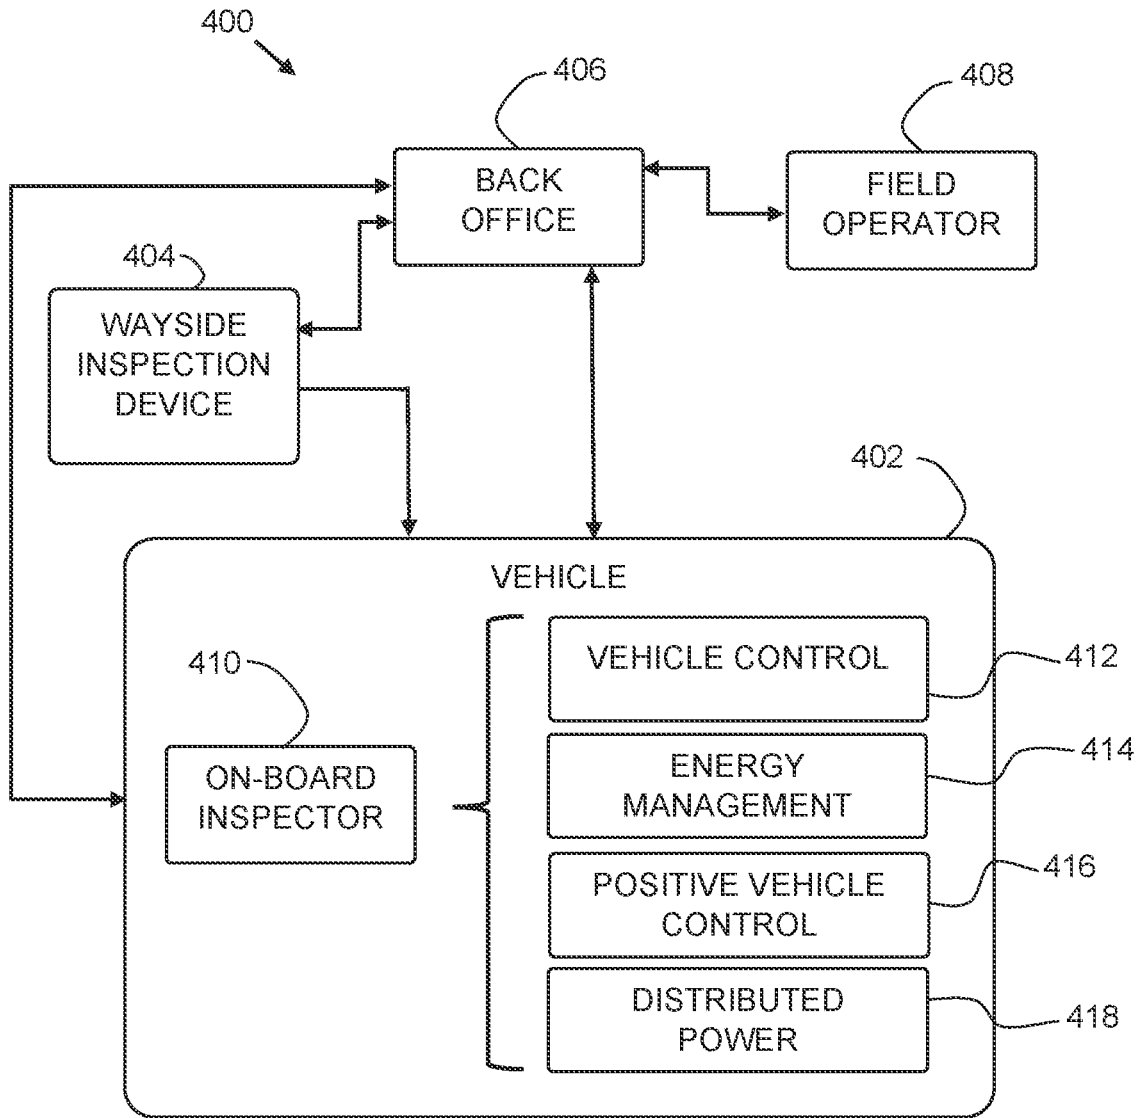 400
406
408
BACK
OFFICE
FIELD
OPERATOR
404
WAYSIDE
INSPECTION
DEVICE
402
VEHICLE
410
ON-BOARD
INSPECTOR
VEHICLE CONTROL
412
ENERGY
MANAGEMENT
414
POSITIVE VEHICLE
CONTROL
416
DISTRIBUTED
POWER
418